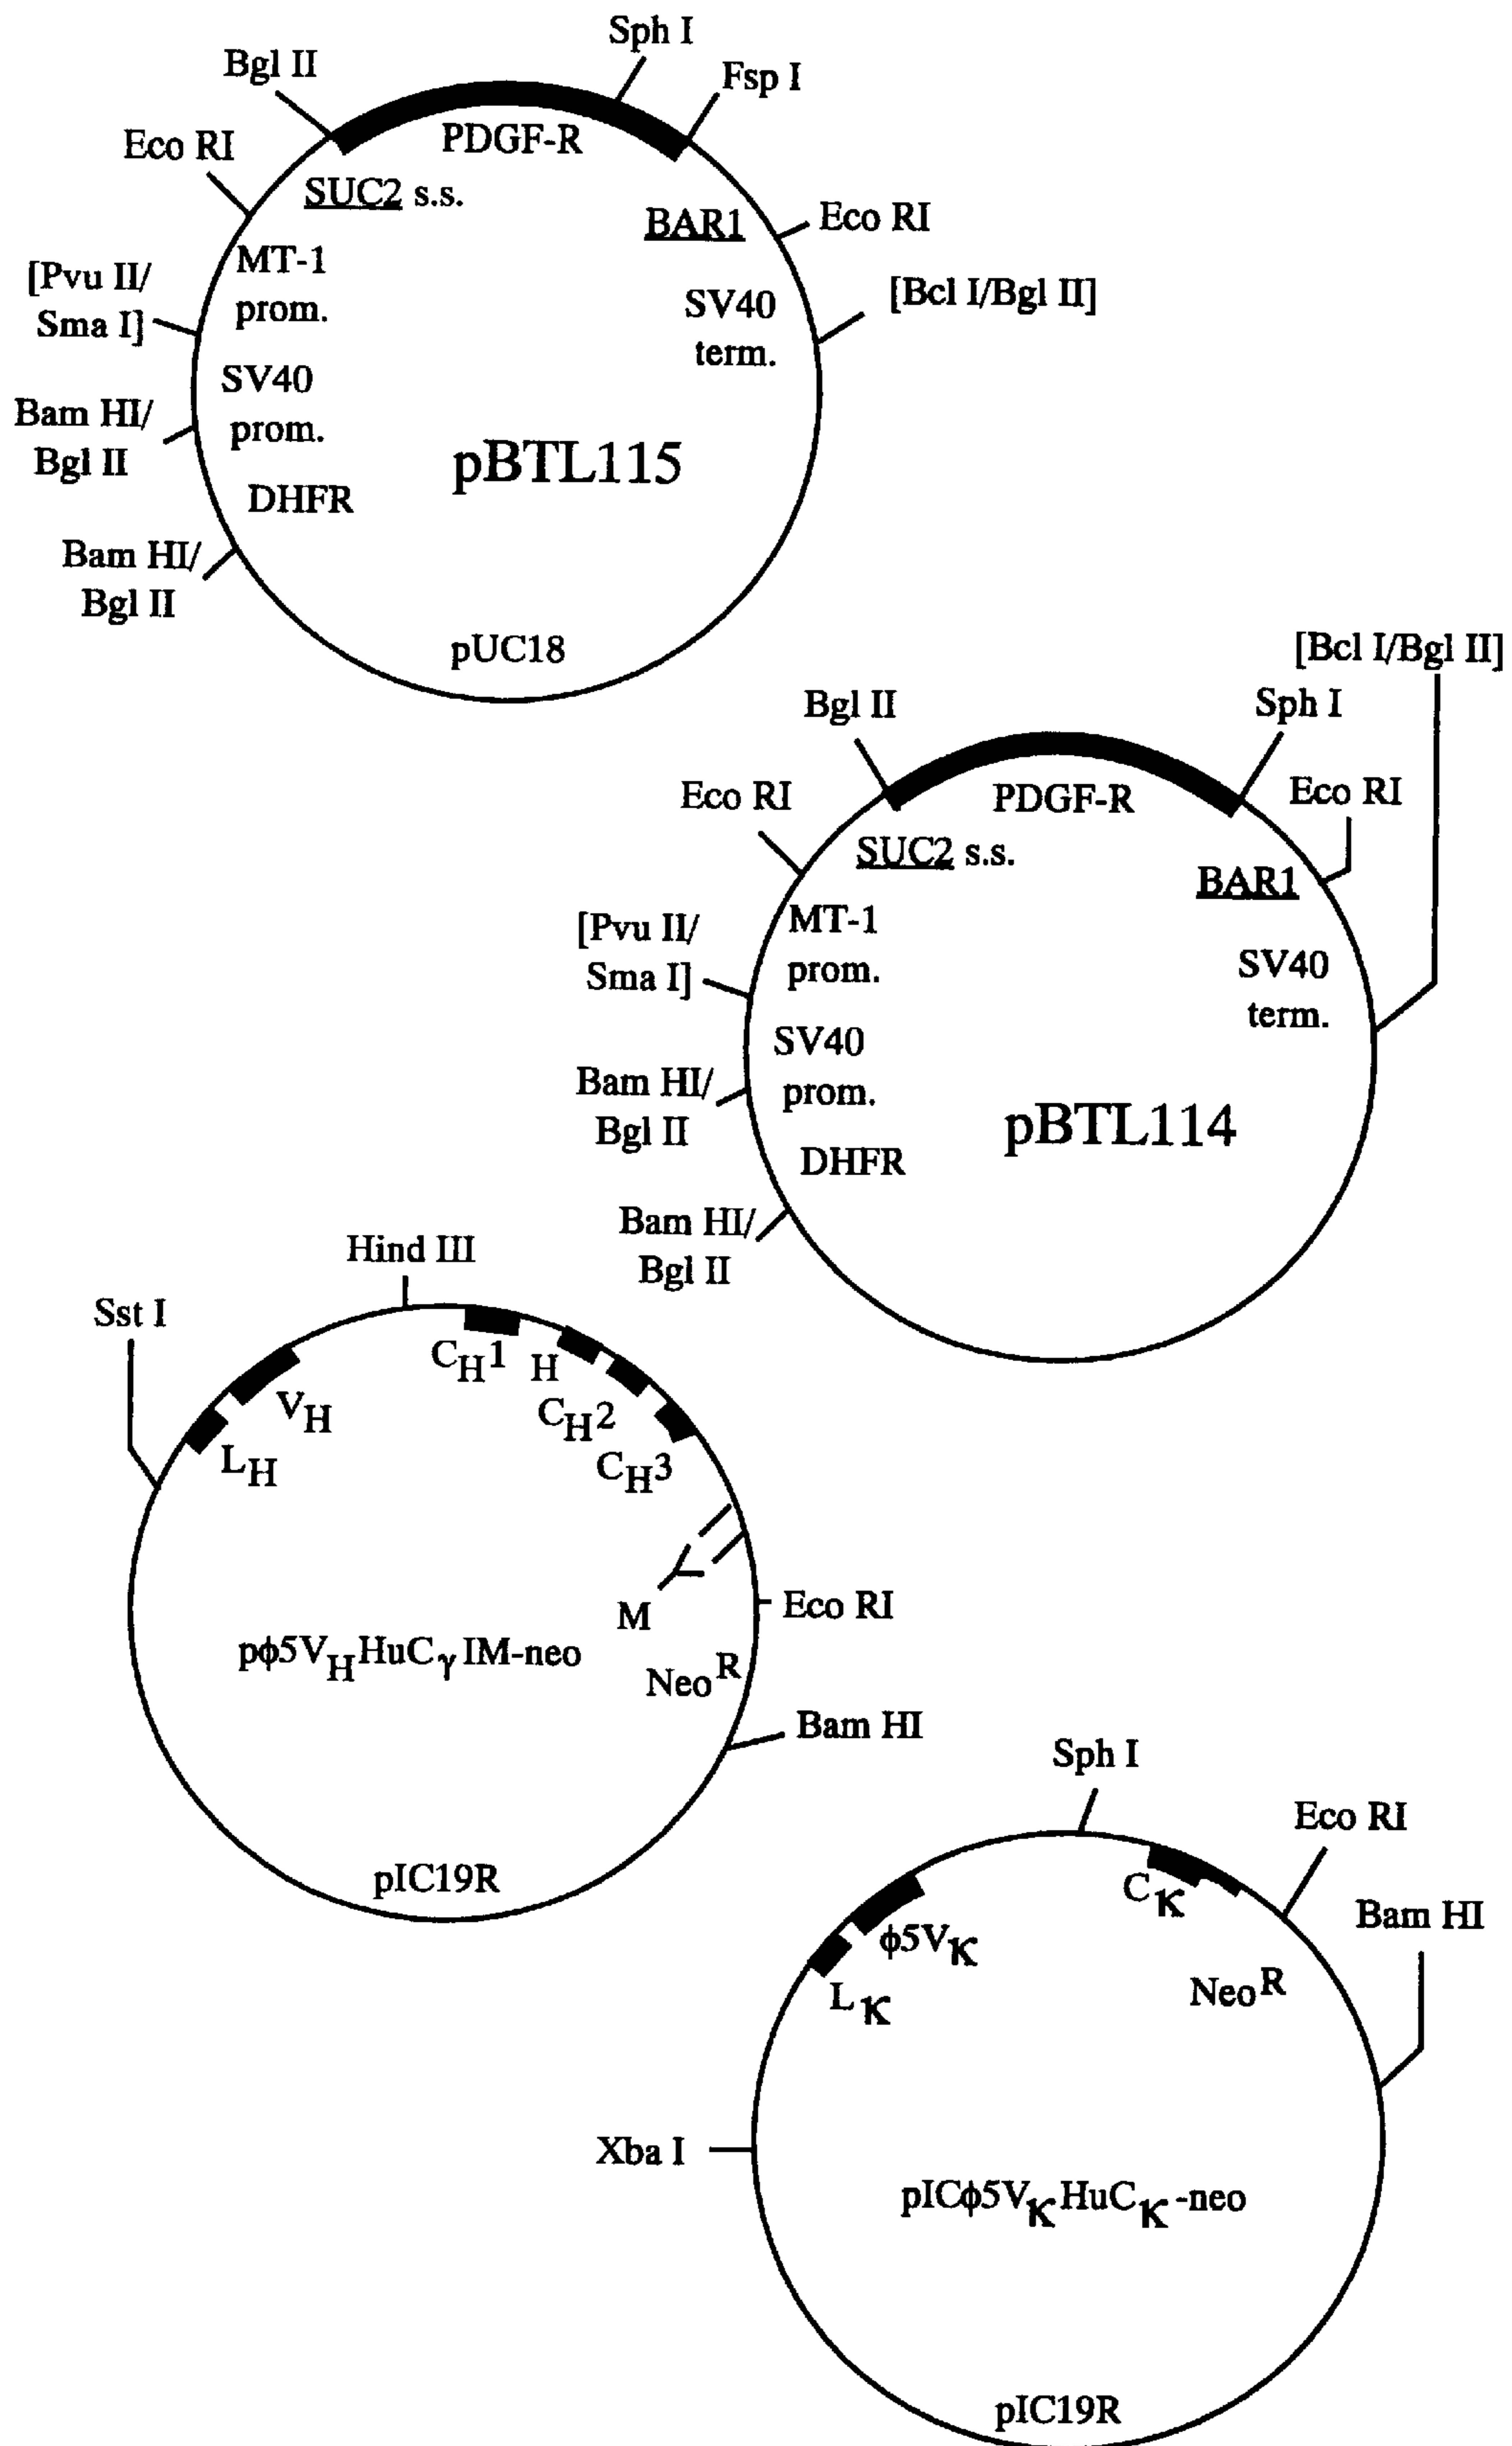 Sph I
Bgl II
Fsp I
Eco RI
PDGF-R
SUC2 s.s.
BAR1
Eco RI
MT-1
prom.
[Pvu II/
Sma I]
[Bcl I/Bgl II]
SV40
term.
SV40
prom.
Bam HI/
Bgl II
pBTL115
DHFR
Bam HI/
Bgl II
pUC18
[Bcl I/Bgl II]
Bgl II
Sph I
Eco RI
PDGF-R
Eco RI
SUC2 s.s.
BAR1
[Pvu II/
Sma I]
MT-1
prom.
SV40
term.
SV40
prom.
Bam HI/
Bgl II
pBTL114
DHFR
Bam HI/
Bgl II
Hind III
Sst I
CH1
H
VH
CH2
LH
CH3
M
Eco RI
pϕ5VHHuCγIM-neo
NeoR
Bam HI
pIC19R
Sph I
Eco RI
Cκ
Bam HI
ϕ5Vκ
Lκ
NeoR
Xba I
pICϕ5VκHuCκ-neo
pIC19R